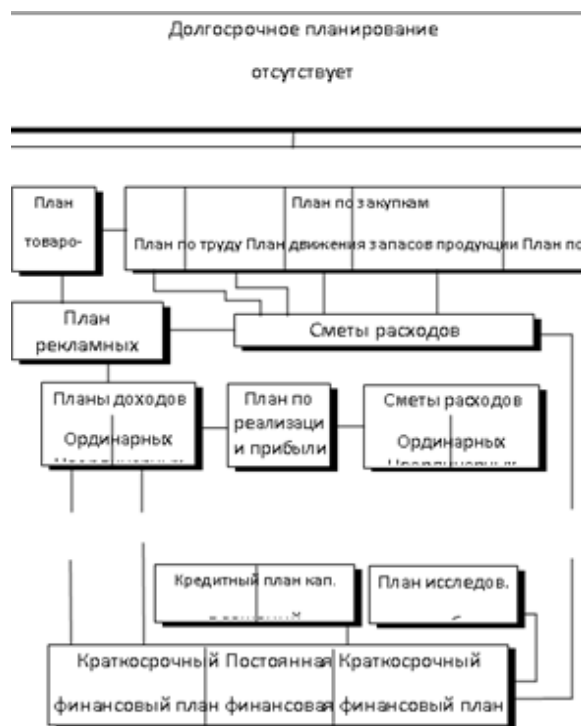 Долгосрочное планирование
отсутствует
План
товаро-
План по закупкам
План по труду План движения запасов продукции План по
План
рекламных
Сметы расходов
Планы доходов
Ординарных
План по
реализаци
и прибыли
Сметы расходов
Ординарных
Кредитный план кап.
План исследов.
Краткосрочный Постоянная Краткосрочный
финансовый план финансовая финансовый план